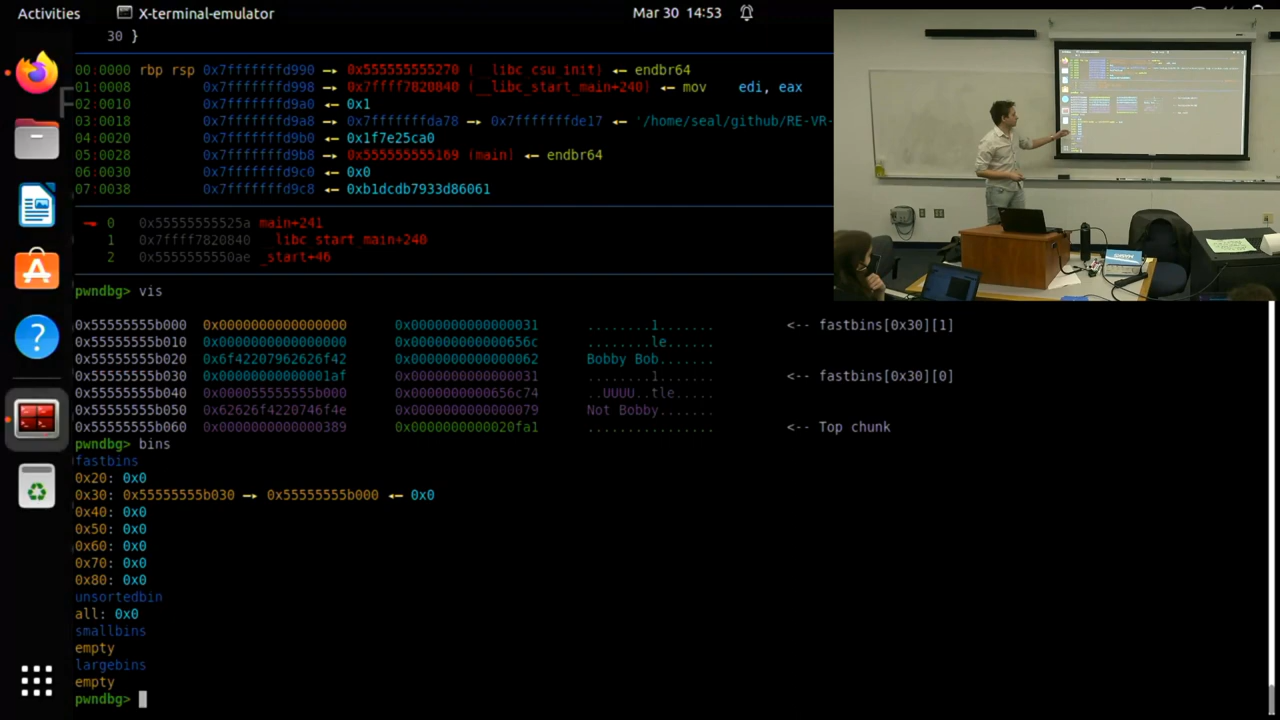 Activities X-terminal-emulator Mar 30 14:53
30 }
00:0000 rbp rsp 0x7fffffffd990 —▸ 0x555555555270 (__libc_csu_init) ◂— endbr64
01:0008 0x7fffffffd998 —▸ 0x7ffff7820840 (__libc_start_main+240) ◂— mov edi, eax
02:0010 0x7fffffffd9a0 ◂— 0x1
03:0018 0x7fffffffd9a8 —▸ 0x7fffffffda78 —▸ 0x7fffffffde17 ◂— '/home/seal/github/RE-VR-
04:0020 0x7fffffffd9b0 ◂— 0x1f7e25ca0
05:0028 0x7fffffffd9b8 —▸ 0x555555555169 (main) ◂— endbr64
06:0030 0x7fffffffd9c0 ◂— 0x0
07:0038 0x7fffffffd9c8 ◂— 0xb1dcdb7933d86061
► 0 0x55555555525a main+241
1 0x7ffff7820840 __libc_start_main+240
2 0x5555555550ae _start+46
pwndbg> vis
0x55555555b000 0x0000000000000000 0x0000000000000031 ........1....... <-- fastbins[0x30][1]
0x55555555b010 0x0000000000000000 0x000000000000656c ........le......
0x55555555b020 0x6f42207962626f42 0x0000000000000062 Bobby Bob.......
0x55555555b030 0x00000000000001af 0x0000000000000031 ........1....... <-- fastbins[0x30][0]
0x55555555b040 0x000055555555b000 0x0000000000656c74 ..UUUU..tle.....
0x55555555b050 0x62626f4220746f4e 0x0000000000000079 Not Bobby.......
0x55555555b060 0x0000000000000389 0x0000000000020fa1 ................ <-- Top chunk
pwndbg> bins
fastbins
0x20: 0x0
0x30: 0x55555555b030 —▸ 0x55555555b000 ◂— 0x0
0x40: 0x0
0x50: 0x0
0x60: 0x0
0x70: 0x0
0x80: 0x0
unsortedbin
all: 0x0
smallbins
empty
largebins
empty
pwndbg>